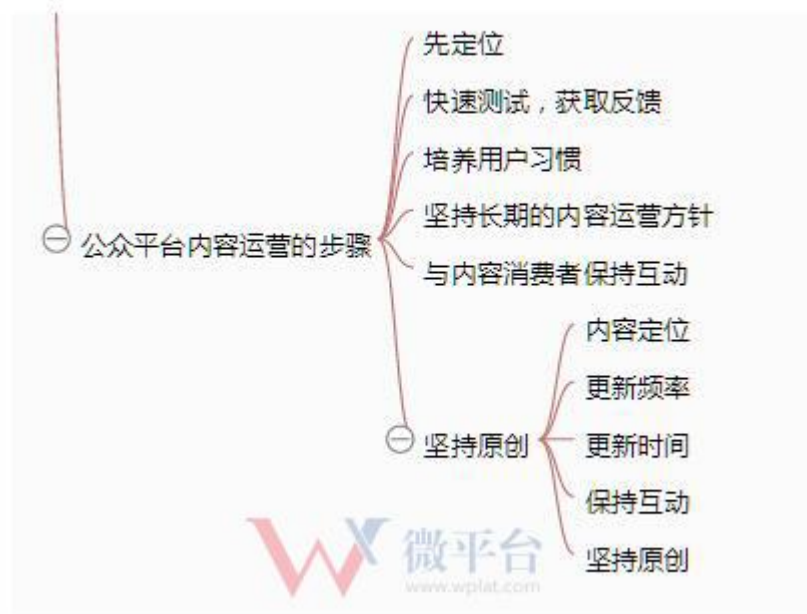 先定位
快速测试，获取反馈
培养用户习惯
坚持长期的内容运营方针
公众平台内容运营的步骤
与内容消费者保持互动
内容定位
更新频率
坚持原创
更新时间
保持互动
坚持原创
微平台
www.wplat.com